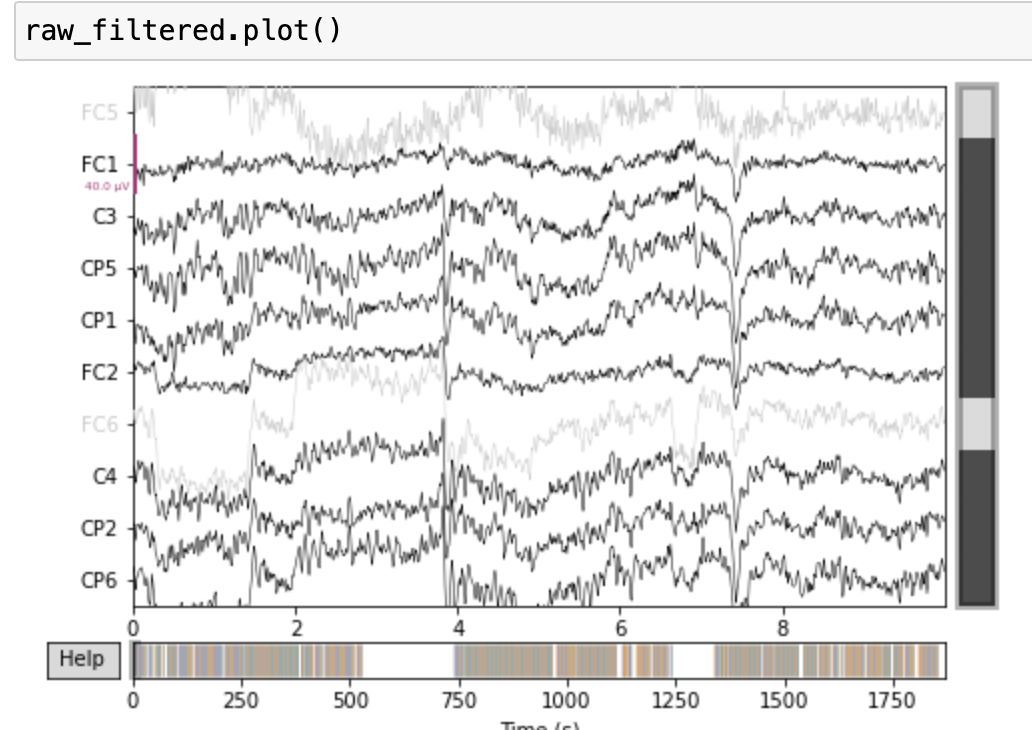 raw_filtered.plot()
FC5
FC1
40.0 µV
C3
CP5
CP1
FC2
FC6
C4
CP2
CP6
0 2 4 6 8
Help
0 250 500 750 1000 1250 1500 1750
Time (s)